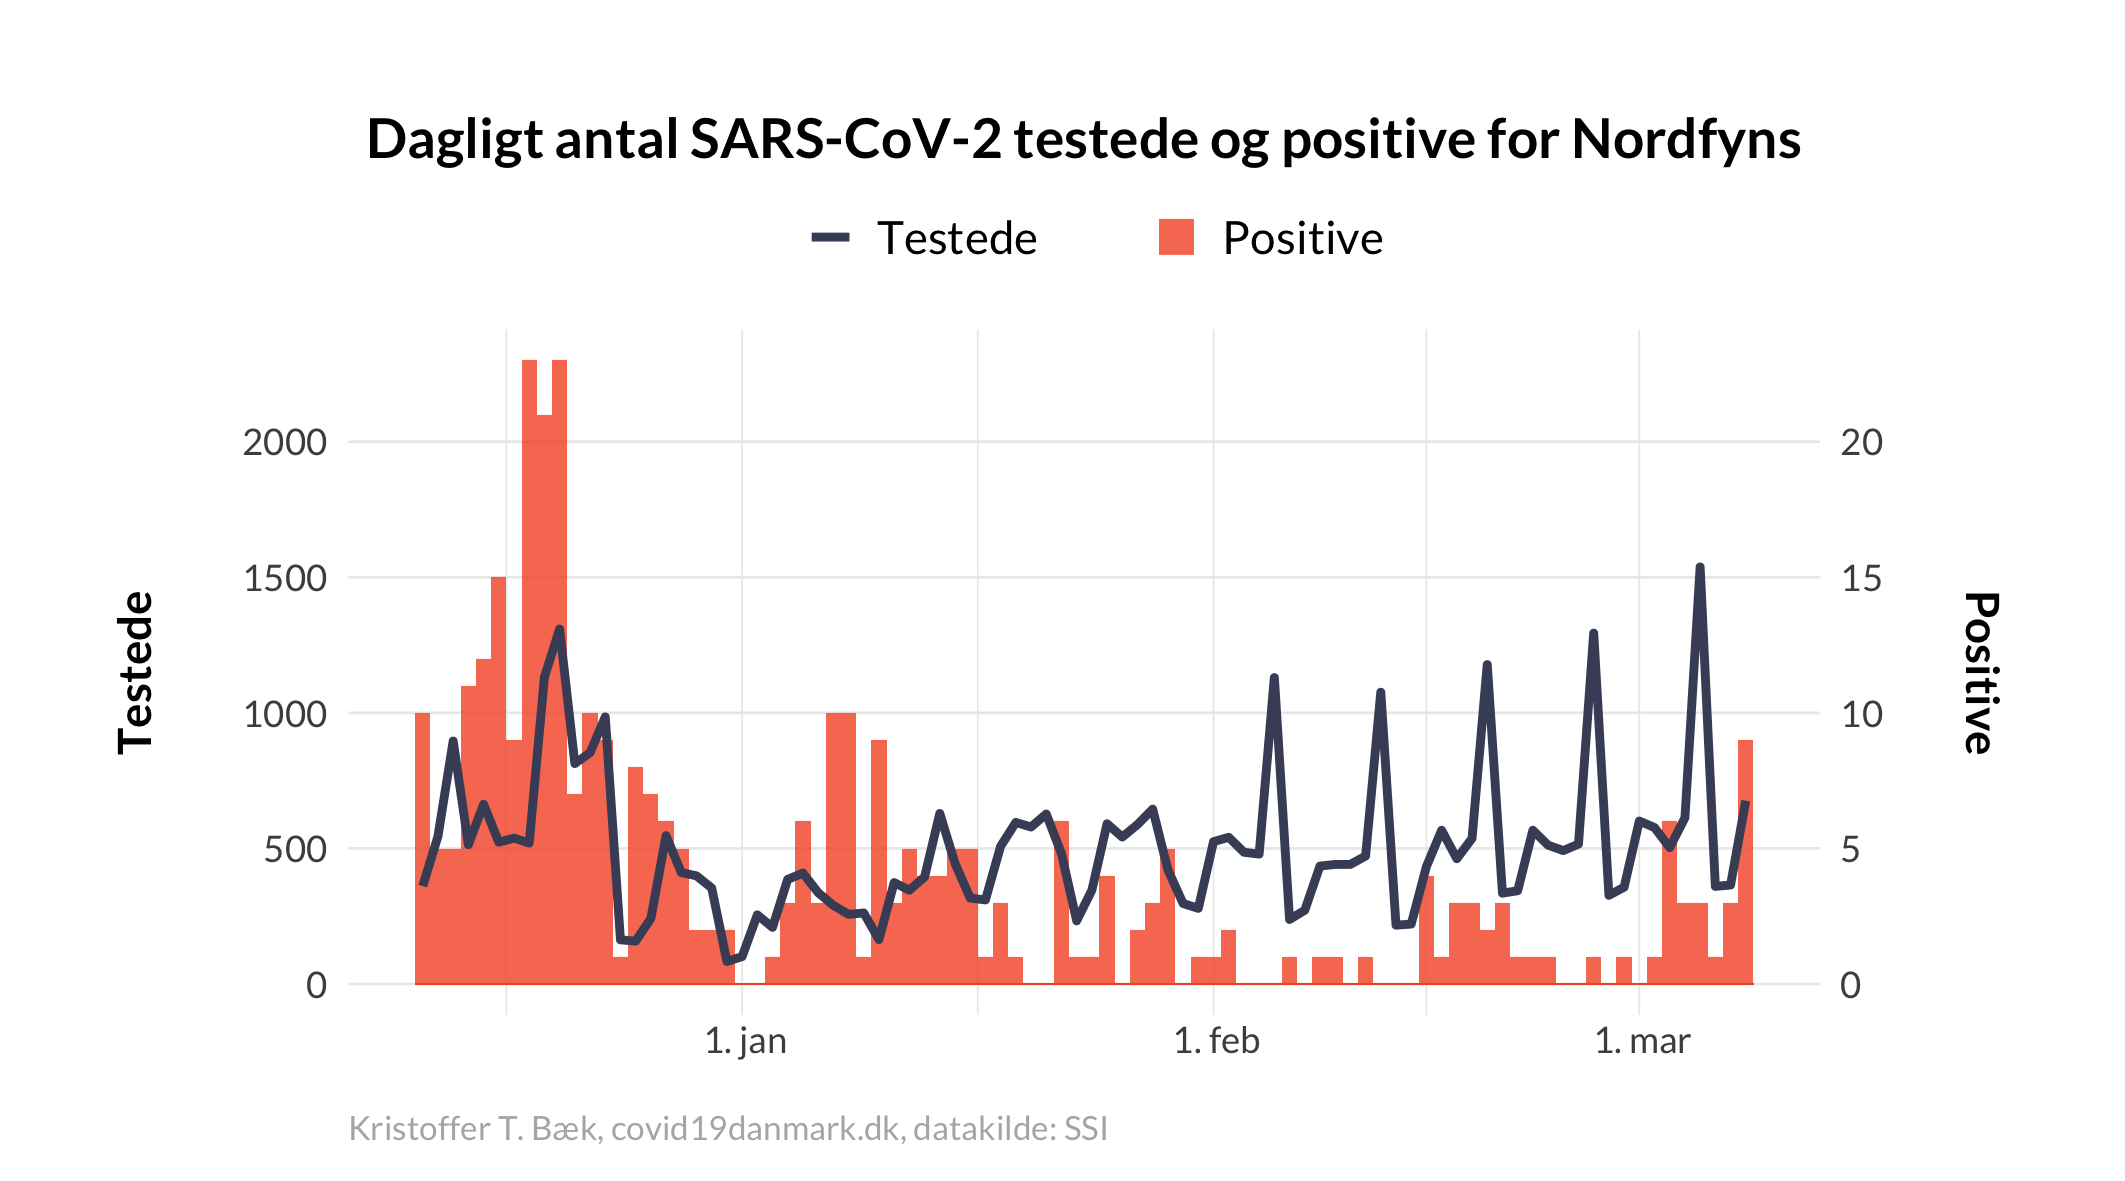 Dagligt antal SARS-CoV-2 testede og positive for Nordfyns
Testede Positive
2000 20
1500 15
1000 10
500 5
0 0
Testede
Positive
1. jan 1. feb 1. mar
Kristoffer T. Bæk, covid19danmark.dk, datakilde: SSI